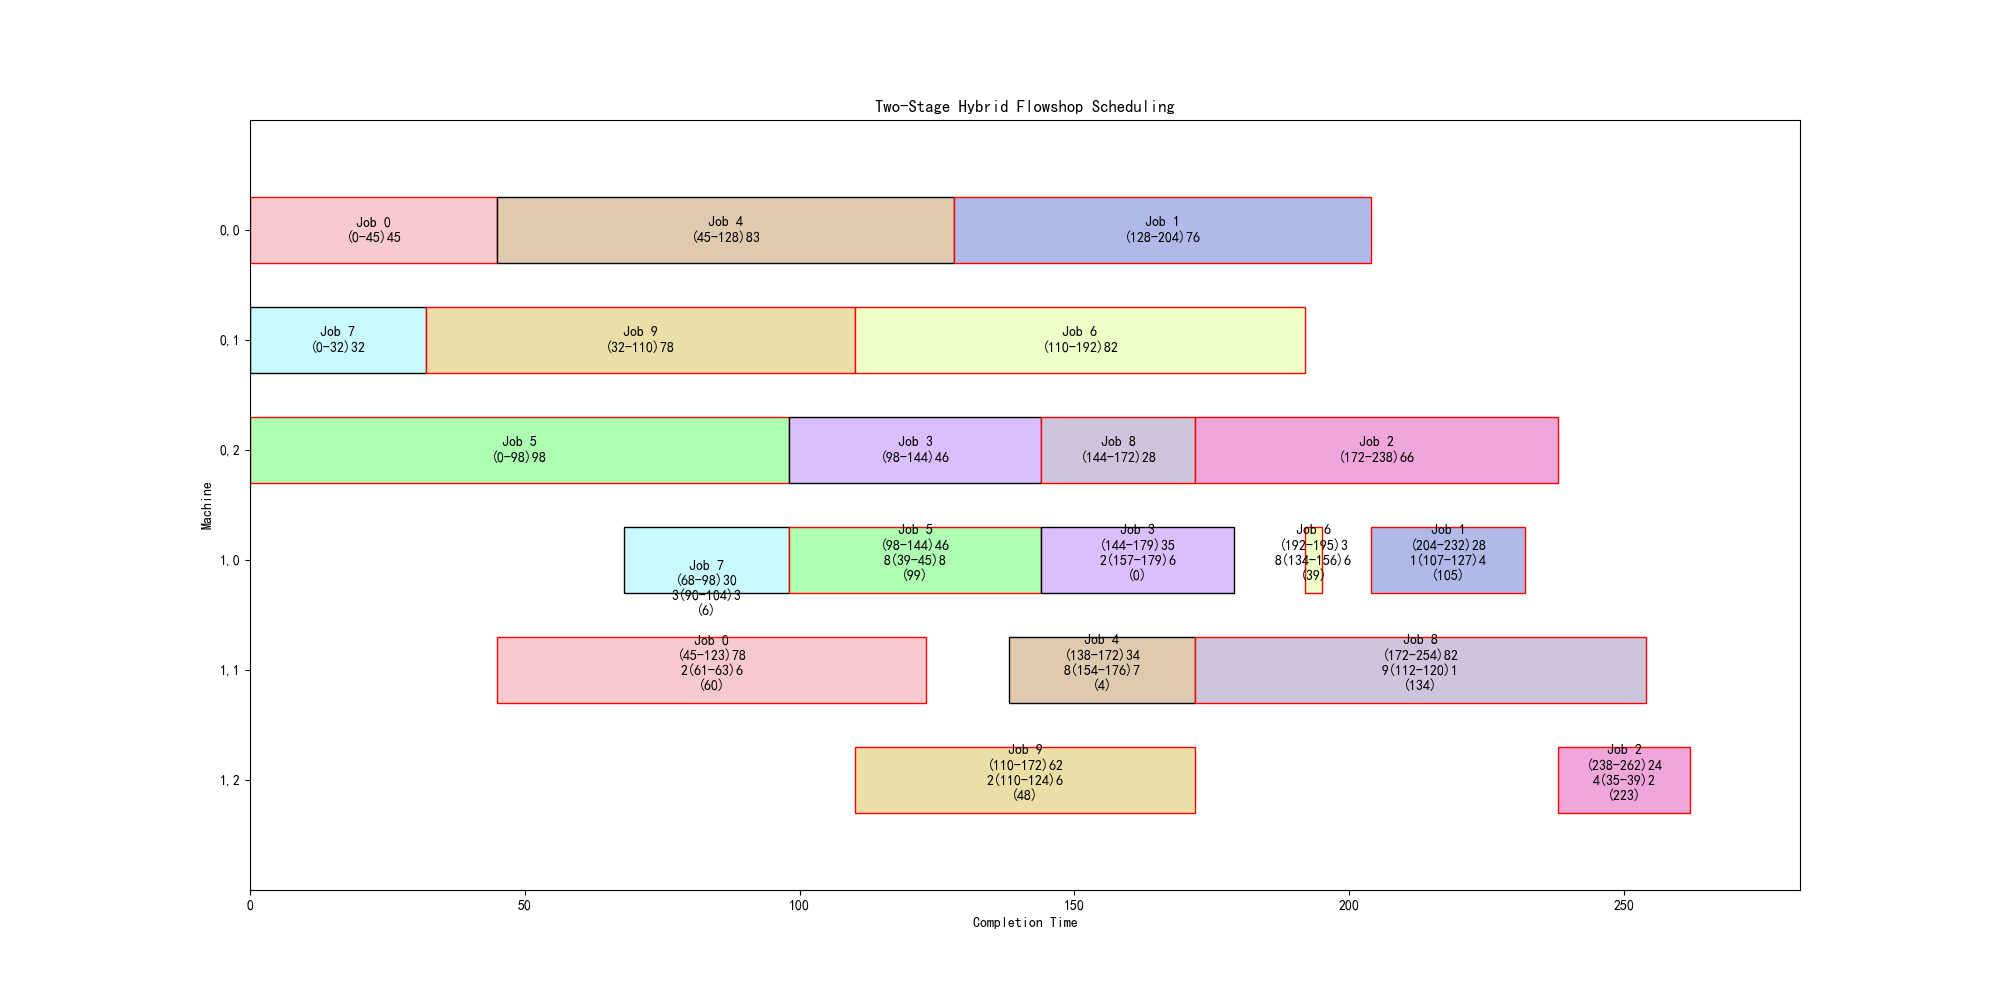 Two-Stage Hybrid Flowshop Scheduling
Machine
0,0
Job 0
(0-45)45
Job 4
(45-128)83
Job 1
(128-204)76
0,1
Job 7
(0-32)32
Job 9
(32-110)78
Job 6
(110-192)82
0,2
Job 5
(0-98)98
Job 3
(98-144)46
Job 8
(144-172)28
Job 2
(172-238)66
1,0
Job 7
(68-98)30
3(90-104)3
(6)
Job 5
(98-144)46
8(39-45)8
(99)
Job 3
(144-179)35
2(157-179)6
(0)
Job 6
(192-195)3
8(134-156)6
(39)
Job 1
(204-232)28
1(107-127)4
(105)
1,1
Job 0
(45-123)78
2(61-63)6
(60)
Job 4
(138-172)34
8(154-176)7
(4)
Job 8
(172-254)82
9(112-120)1
(134)
1,2
Job 9
(110-172)62
2(110-124)6
(48)
Job 2
(238-262)24
4(35-39)2
(223)
0
50
100
150
200
250
Completion Time